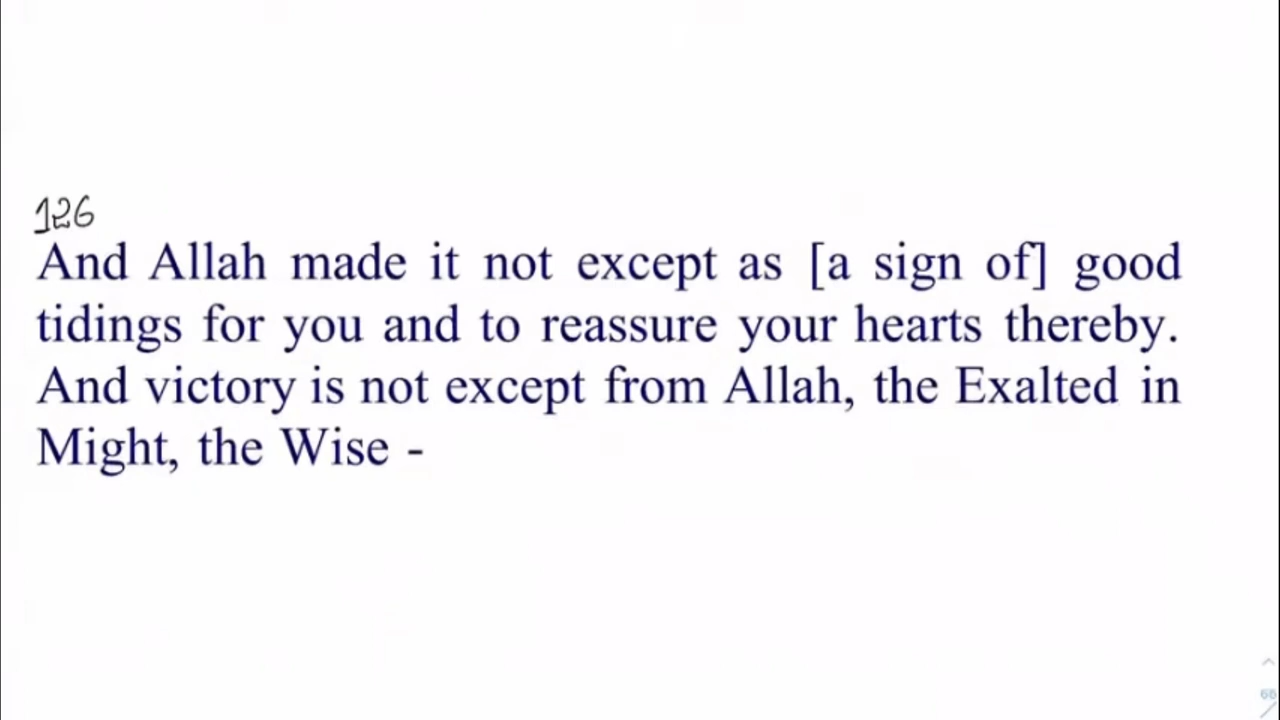 126
And Allah made it not except as [a sign of] good
tidings for you and to reassure your hearts thereby.
And victory is not except from Allah, the Exalted in
Might, the Wise -